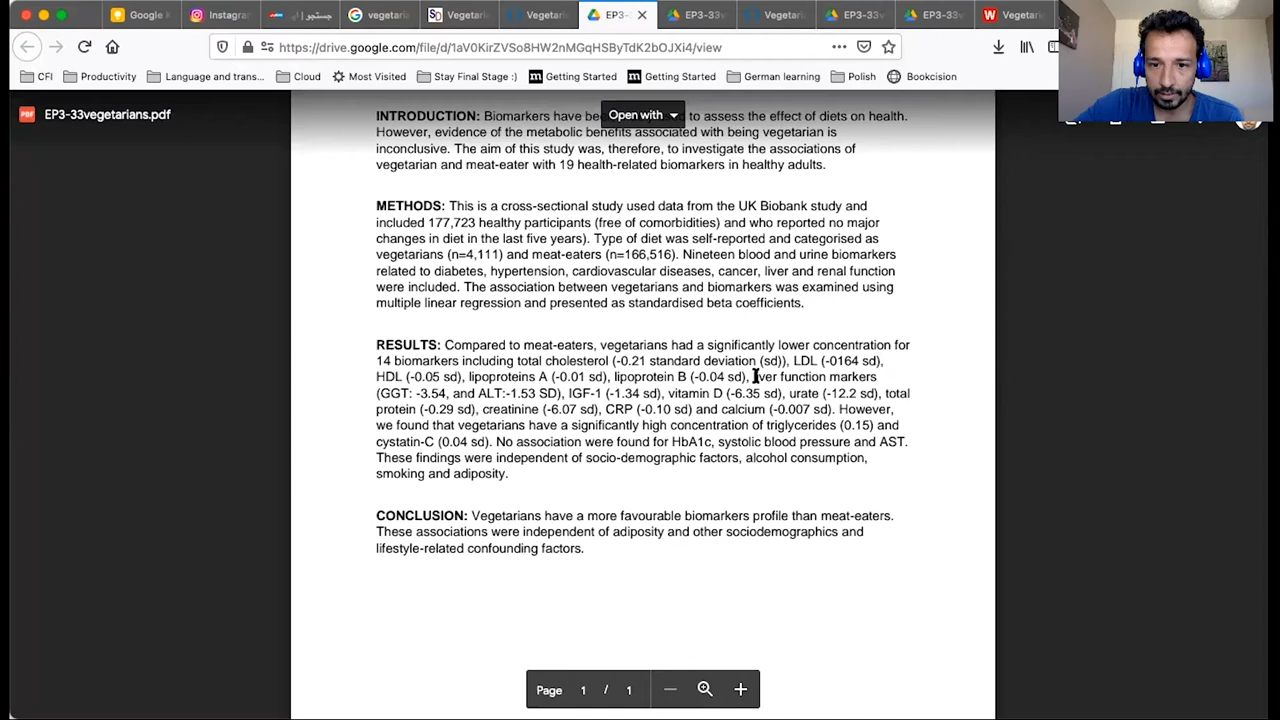 Google K
Instagra
جستجو | ایـ
vegetaria
Vegetaria
Vegetaria
EP3-3
EP3-33v
Vegetaria
EP3-33v
EP3-33v
Vegetaria
https://drive.google.com/file/d/1aV0KirZVSo8HW2nMGqHSByTdK2bOJXi4/view
CFI
Productivity
Language and trans...
Cloud
Most Visited
Stay Final Stage :)
Getting Started
Getting Started
German learning
Polish
Bookcision
EP3-33vegetarians.pdf
Open with
INTRODUCTION: Biomarkers have to assess the effect of diets on health.
However, evidence of the metabolic benefits associated with being vegetarian is
inconclusive. The aim of this study was, therefore, to investigate the associations of
vegetarian and meat-eater with 19 health-related biomarkers in healthy adults.
METHODS: This is a cross-sectional study used data from the UK Biobank study and
included 177,723 healthy participants (free of comorbidities) and who reported no major
changes in diet in the last five years). Type of diet was self-reported and categorised as
vegetarians (n=4,111) and meat-eaters (n=166,516). Nineteen blood and urine biomarkers
related to diabetes, hypertension, cardiovascular diseases, cancer, liver and renal function
were included. The association between vegetarians and biomarkers was examined using
multiple linear regression and presented as standardised beta coefficients.
RESULTS: Compared to meat-eaters, vegetarians had a significantly lower concentration for
14 biomarkers including total cholesterol (-0.21 standard deviation (sd)), LDL (-0164 sd),
HDL (-0.05 sd), lipoproteins A (-0.01 sd), lipoprotein B (-0.04 sd), liver function markers
(GGT: -3.54, and ALT:-1.53 SD), IGF-1 (-1.34 sd), vitamin D (-6.35 sd), urate (-12.2 sd), total
protein (-0.29 sd), creatinine (-6.07 sd), CRP (-0.10 sd) and calcium (-0.007 sd). However,
we found that vegetarians have a significantly high concentration of triglycerides (0.15) and
cystatin-C (0.04 sd). No association were found for HbA1c, systolic blood pressure and AST.
These findings were independent of socio-demographic factors, alcohol consumption,
smoking and adiposity.
CONCLUSION: Vegetarians have a more favourable biomarkers profile than meat-eaters.
These associations were independent of adiposity and other sociodemographics and
lifestyle-related confounding factors.
Page 1 / 1